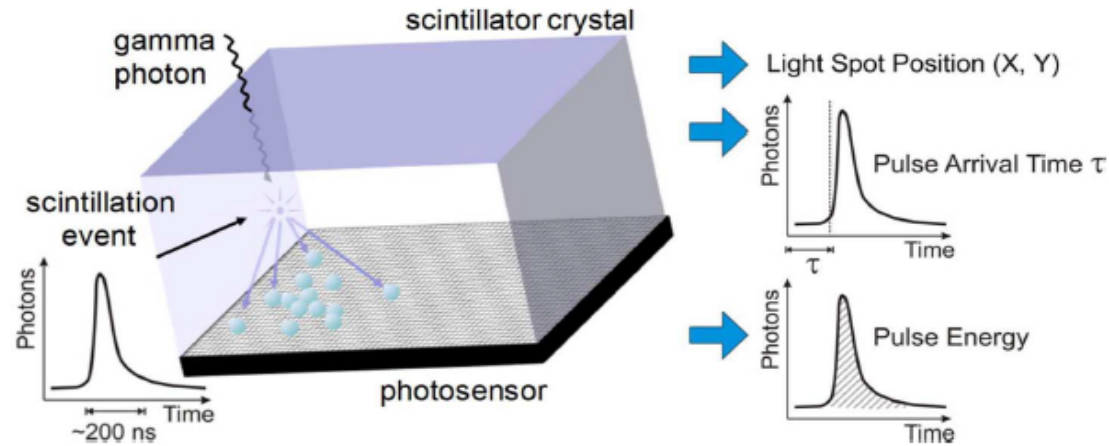 scintillator crystal
gamma
photon
scintillation
event
Photons
Time
~200 ns
photosensor
Light Spot Position (X, Y)
Photons
Pulse Arrival Time τ
Time
τ
Photons
Pulse Energy
Time